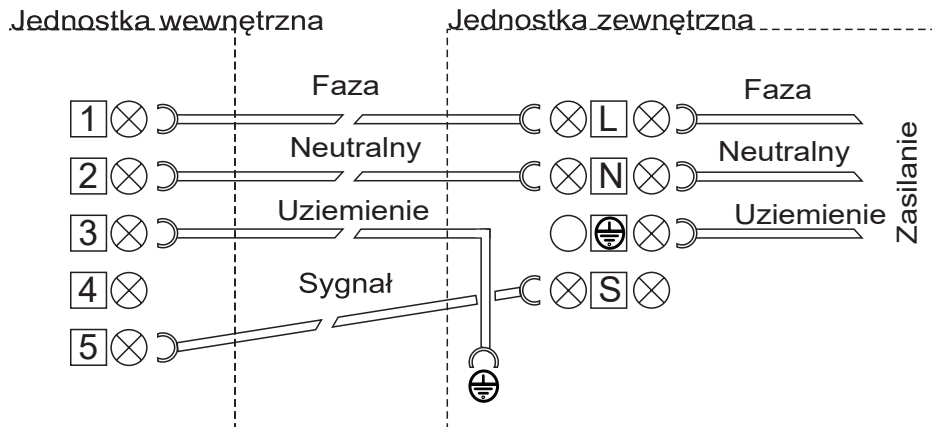 Jednostka wewnętrzna
Jednostka zewnętrzna
Faza
Faza
1
L
Neutralny
Neutralny
2
N
Uziemienie
Uziemienie
3
Zasilanie
Sygnał
4
S
5